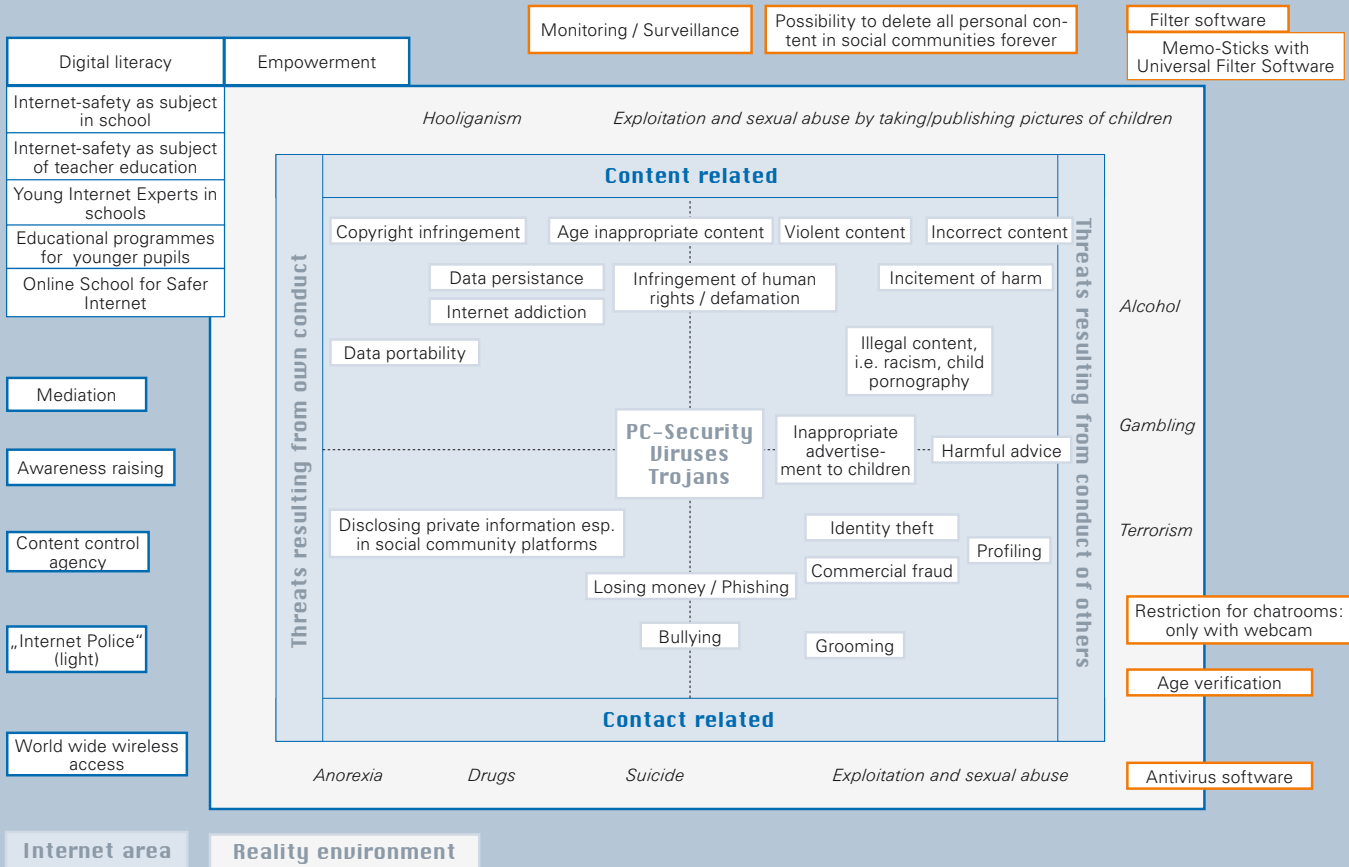 Monitoring / Surveillance
Possibility to delete all personal con-
tent in social communities forever
Filter software
Memo-Sticks with
Universal Filter Software
Digital literacy
Empowerment
Internet-safety as subject
in school
Internet-safety as subject
of teacher education
Young Internet Experts in
schools
Educational programmes
for younger pupils
Online School for Safer
Internet
Mediation
Awareness raising
Content control
agency
„Internet Police“
(light)
World wide wireless
access
Hooliganism
Exploitation and sexual abuse by taking/publishing pictures of children
Content related
Threats resulting from own conduct
Copyright infringement
Age inappropriate content
Violent content
Incorrect content
Data persistance
Infringement of human
rights / defamation
Incitement of harm
Internet addiction
Data portability
Illegal content,
i.e. racism, child
pornography
PC-Security
Viruses
Trojans
Inappropriate
advertise-
ment to children
Harmful advice
Disclosing private information esp.
in social community platforms
Identity theft
Profiling
Commercial fraud
Losing money / Phishing
Bullying
Grooming
Threats resulting from conduct of others
Contact related
Alcohol
Gambling
Terrorism
Restriction for chatrooms:
only with webcam
Age verification
Antivirus software
Anorexia
Drugs
Suicide
Exploitation and sexual abuse
Internet area
Reality environment